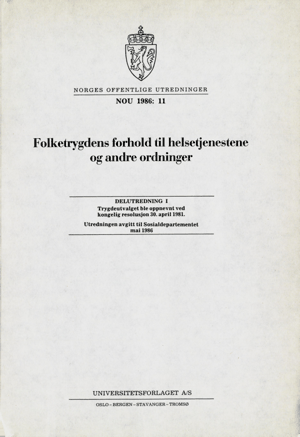 NORGES OFFENTLIGE UTREDNINGER
NOU 1986: 11
Folketrygdens forhold til helsetjenestene
og andre ordninger
DELUTREDNING I
Trygdeutvalget ble oppnevnt ved
kongelig resolusjon 30. april 1981.
Utredningen avgitt til Sosialdepartementet
mai 1986
UNIVERSITETSFORLAGET A/S
OSLO – BERGEN – STAVANGER – TROMSØ